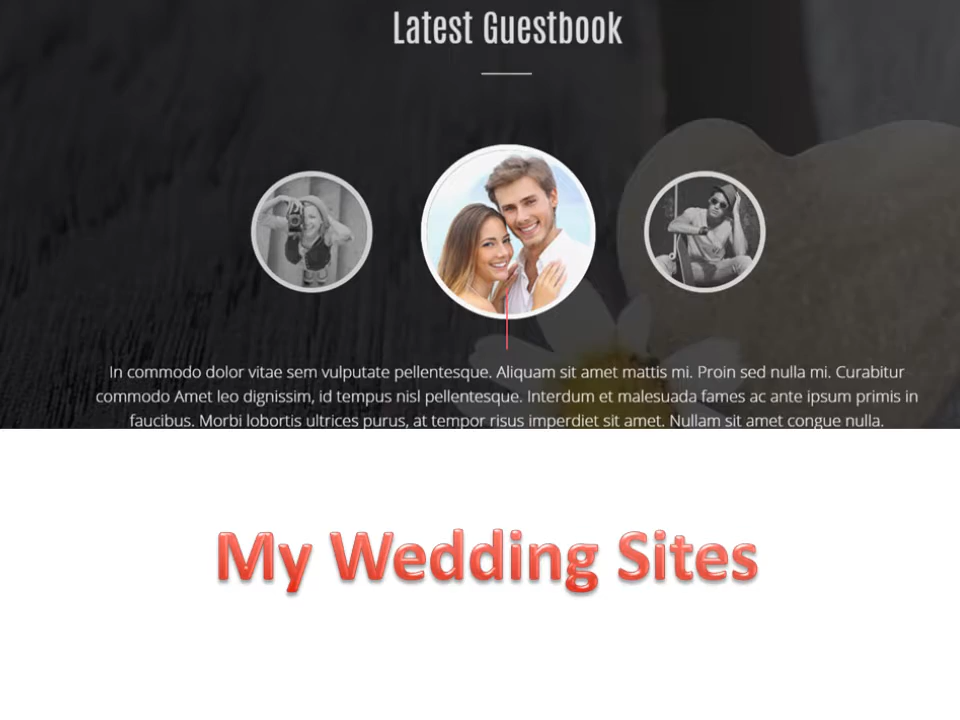 Latest Guestbook
In commodo dolor vitae sem vulputate pellentesque. Aliquam sit amet mattis mi. Proin sed nulla mi. Curabitur
commodo Amet leo dignissim, id tempus nisl pellentesque. Interdum et malesuada fames ac ante ipsum primis in
faucibus. Morbi lobortis ultrices purus, at tempor risus imperdiet sit amet. Nullam sit amet congue nulla.
My Wedding Sites